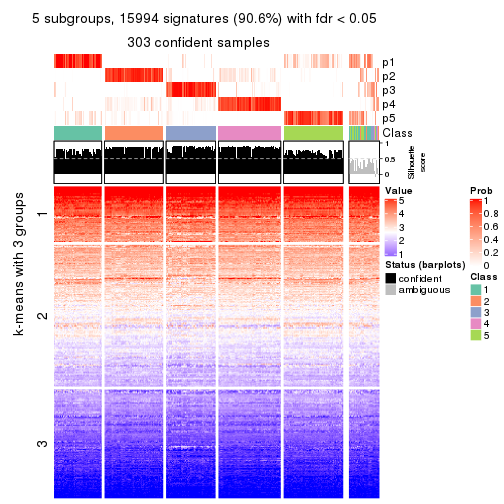 5 subgroups, 15994 signatures (90.6%) with fdr < 0.05
303 confident samples
p1
p2
p3
p4
p5
Class
1
0.5
0
Silhouette
score
k-means with 3 groups
1
2
3
Value
5
4
3
2
1
Status (barplots)
confident
ambiguous
Prob
1
0.8
0.6
0.4
0.2
0
Class
1
2
3
4
5